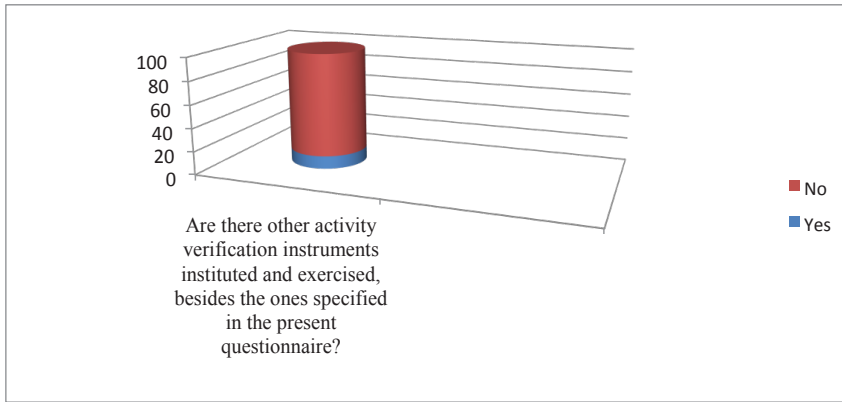 100
80
60
40
20
0
Are there other activity
verification instruments
instituted and exercised,
besides the ones specified
in the present
questionnaire?
No
Yes